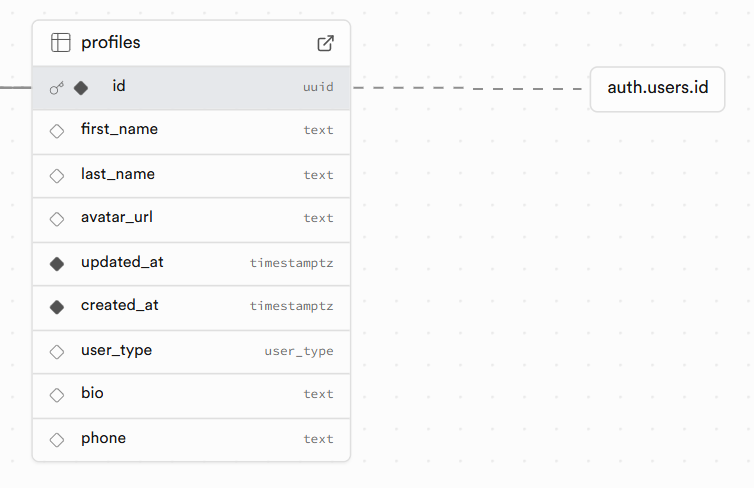 profiles
id uuid auth.users.id
first_name text
last_name text
avatar_url text
updated_at timestamptz
created_at timestamptz
user_type user_type
bio text
phone text